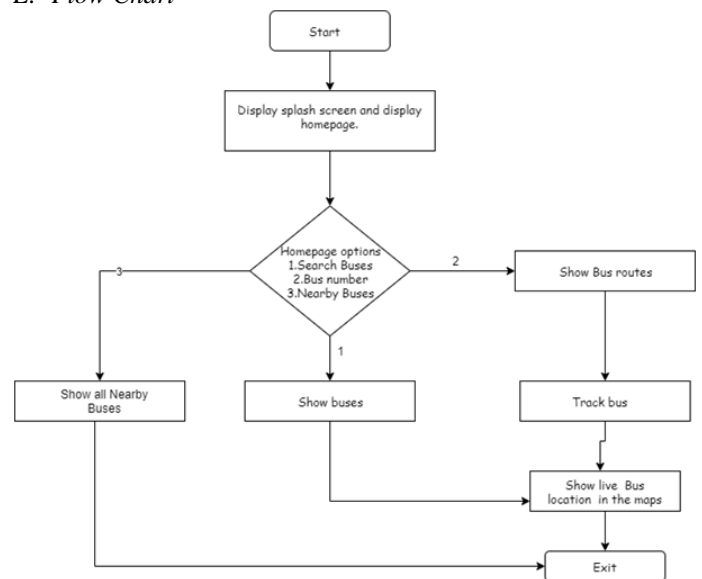 E. Flow Chart
Start
Display splash screen and display
homepage.
Homepage options
1.Search Buses
2.Bus number
3.Nearby Buses
3
2
1
Show Bus routes
Show all Nearby
Buses
Show buses
Track bus
Show live Bus
location in the maps
Exit